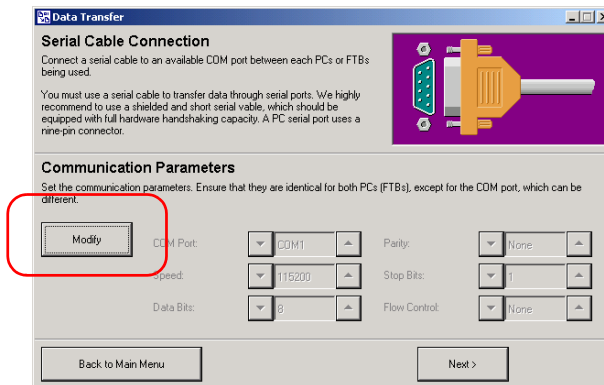 Data Transfer
Serial Cable Connection
Connect a serial cable to an available COM port between each PCs or FTBs
being used.
You must use a serial cable to transfer data through serial ports. We highly
recommend to use a shielded and short serial vable, which should be
equipped with full hardware handshaking capacity. A PC serial port uses a
nine-pin connector.
Communication Parameters
Set the communication parameters. Ensure that they are identical for both PCs (FTBs), except for the COM port, which can be
different.
Modify
COM Port: COM1 Parity: None
Speed: 115200 Stop Bits: 1
Data Bits: 8 Flow Control: None
Back to Main Menu Next >